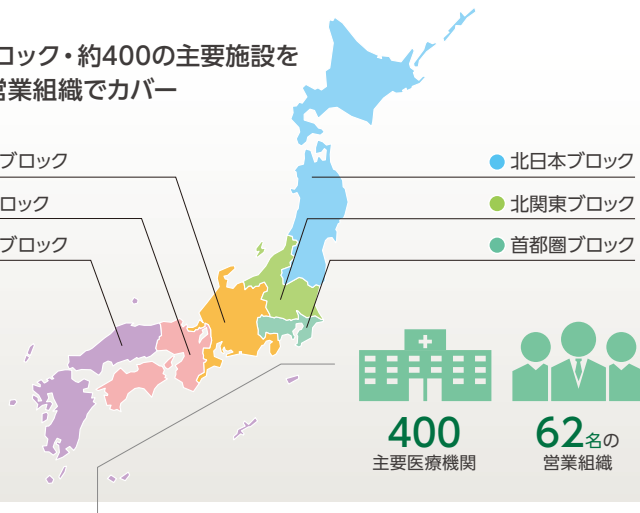 ロック・約400の主要施設を
営業組織でカバー
ブロック
ロック
ブロック
北日本ブロック
北関東ブロック
首都圏ブロック
400
主要医療機関
62名の
営業組織